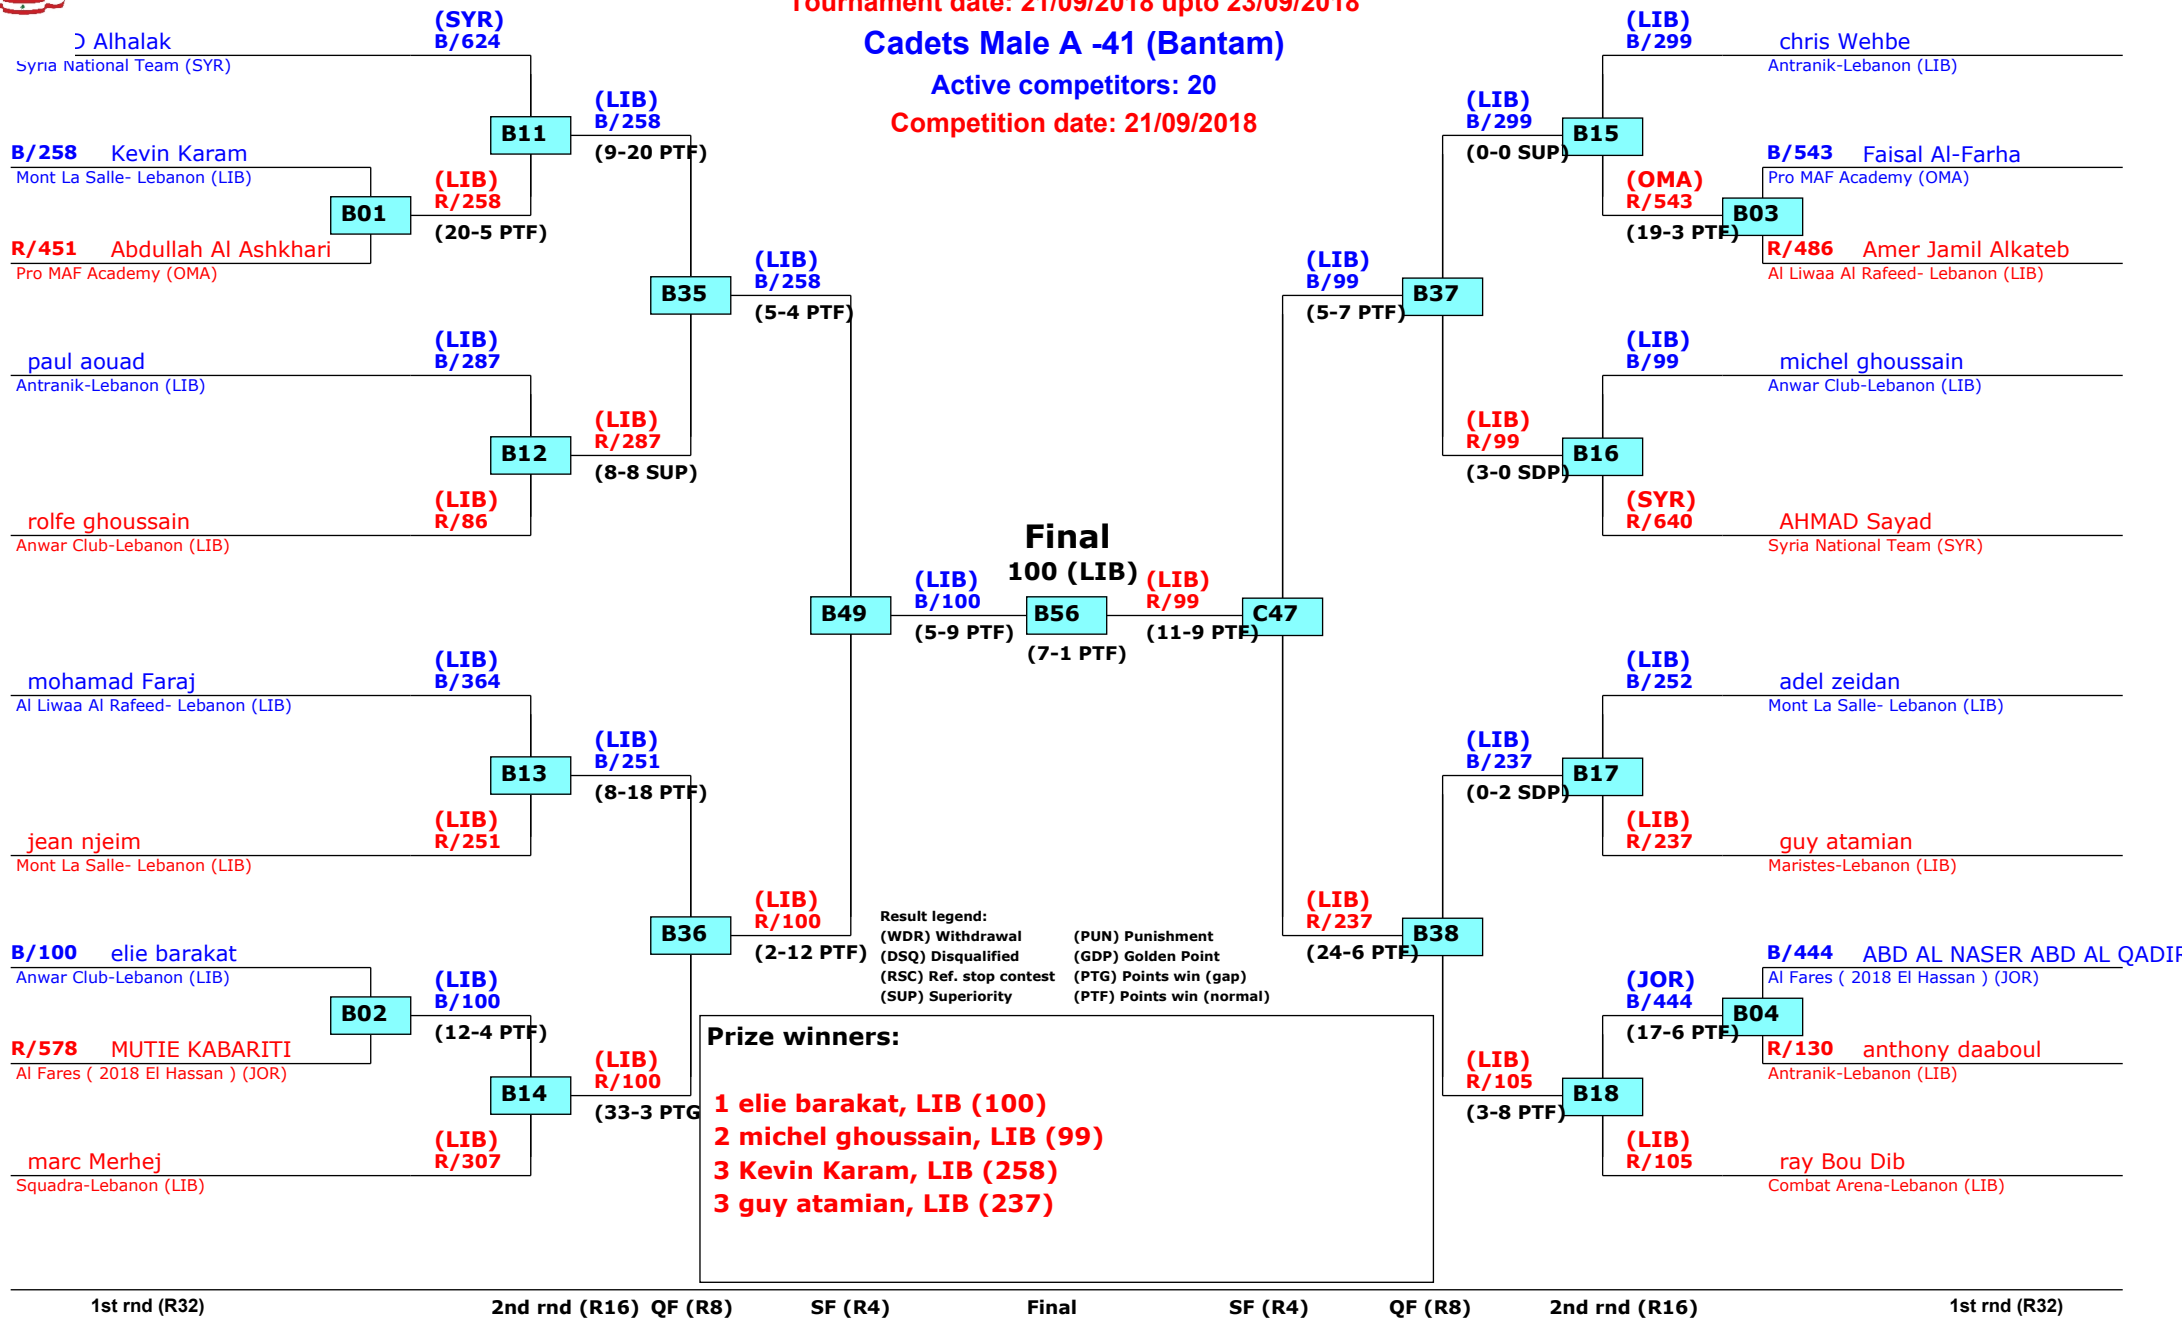 Tournament date: 21/09/2018 upto 23/09/2018
Cadets Male A -41 (Bantam)
Active competitors: 20
Competition date: 21/09/2018
Alhalak
Syria National Team (SYR)
(SYR)
B/624
B/258 Kevin Karam
Mont La Salle- Lebanon (LIB)
R/451 Abdullah Al Ashkhari
Pro MAF Academy (OMA)
B01
(LIB)
R/258
(20-5 PTF)
B11
(LIB)
B/258
(9-20 PTF)
paul aouad
Antranik-Lebanon (LIB)
(LIB)
B/287
rolfe ghoussain
Anwar Club-Lebanon (LIB)
(LIB)
R/86
B12
(LIB)
R/287
(8-8 SUP)
B35
(LIB)
B/258
(5-4 PTF)
mohamad Faraj
Al Liwaa Al Rafeed- Lebanon (LIB)
(LIB)
B/364
jean njeim
Mont La Salle- Lebanon (LIB)
(LIB)
R/251
B13
(LIB)
B/251
(8-18 PTF)
B/100 elie barakat
Anwar Club-Lebanon (LIB)
R/578 MUTIE KABARITI
Al Fares ( 2018 El Hassan ) (JOR)
B02
(LIB)
B/100
(12-4 PTF)
marc Merhej
Squadra-Lebanon (LIB)
(LIB)
R/307
B14
(LIB)
R/100
(33-3 PTG
B36
(LIB)
R/100
(2-12 PTF)
B49
(LIB)
B/100
(5-9 PTF)
Final
100 (LIB)
B56
(7-1 PTF)
(LIB)
R/99
(11-9 PTF)
C47
(LIB)
B/99
(5-7 PTF)
B37
(LIB)
B/299
(0-0 SUP)
B15
(LIB)
B/299
chris Wehbe
Antranik-Lebanon (LIB)
(OMA)
R/543
(19-3 PTF)
B03
B/543 Faisal Al-Farha
Pro MAF Academy (OMA)
R/486 Amer Jamil Alkateb
Al Liwaa Al Rafeed- Lebanon (LIB)
(LIB)
R/99
(3-0 SDP)
B16
(LIB)
B/99
michel ghoussain
Anwar Club-Lebanon (LIB)
(SYR)
R/640
AHMAD Sayad
Syria National Team (SYR)
(LIB)
R/237
(24-6 PTF)
B38
(LIB)
B/237
(0-2 SDP)
B17
(LIB)
B/252
adel zeidan
Mont La Salle- Lebanon (LIB)
(LIB)
R/237
guy atamian
Maristes-Lebanon (LIB)
(LIB)
R/105
(3-8 PTF)
B18
(JOR)
B/444
(17-6 PTF)
B04
B/444 ABD AL NASER ABD AL QADIR
Al Fares ( 2018 El Hassan ) (JOR)
R/130 anthony daaboul
Antranik-Lebanon (LIB)
(LIB)
R/105
ray Bou Dib
Combat Arena-Lebanon (LIB)
Result legend:
(WDR) Withdrawal (PUN) Punishment
(DSQ) Disqualified (GDP) Golden Point
(RSC) Ref. stop contest (PTG) Points win (gap)
(SUP) Superiority (PTF) Points win (normal)
Prize winners:
1 elie barakat, LIB (100)
2 michel ghoussain, LIB (99)
3 Kevin Karam, LIB (258)
3 guy atamian, LIB (237)
1st rnd (R32) 2nd rnd (R16) QF (R8) SF (R4) Final SF (R4) QF (R8) 2nd rnd (R16) 1st rnd (R32)